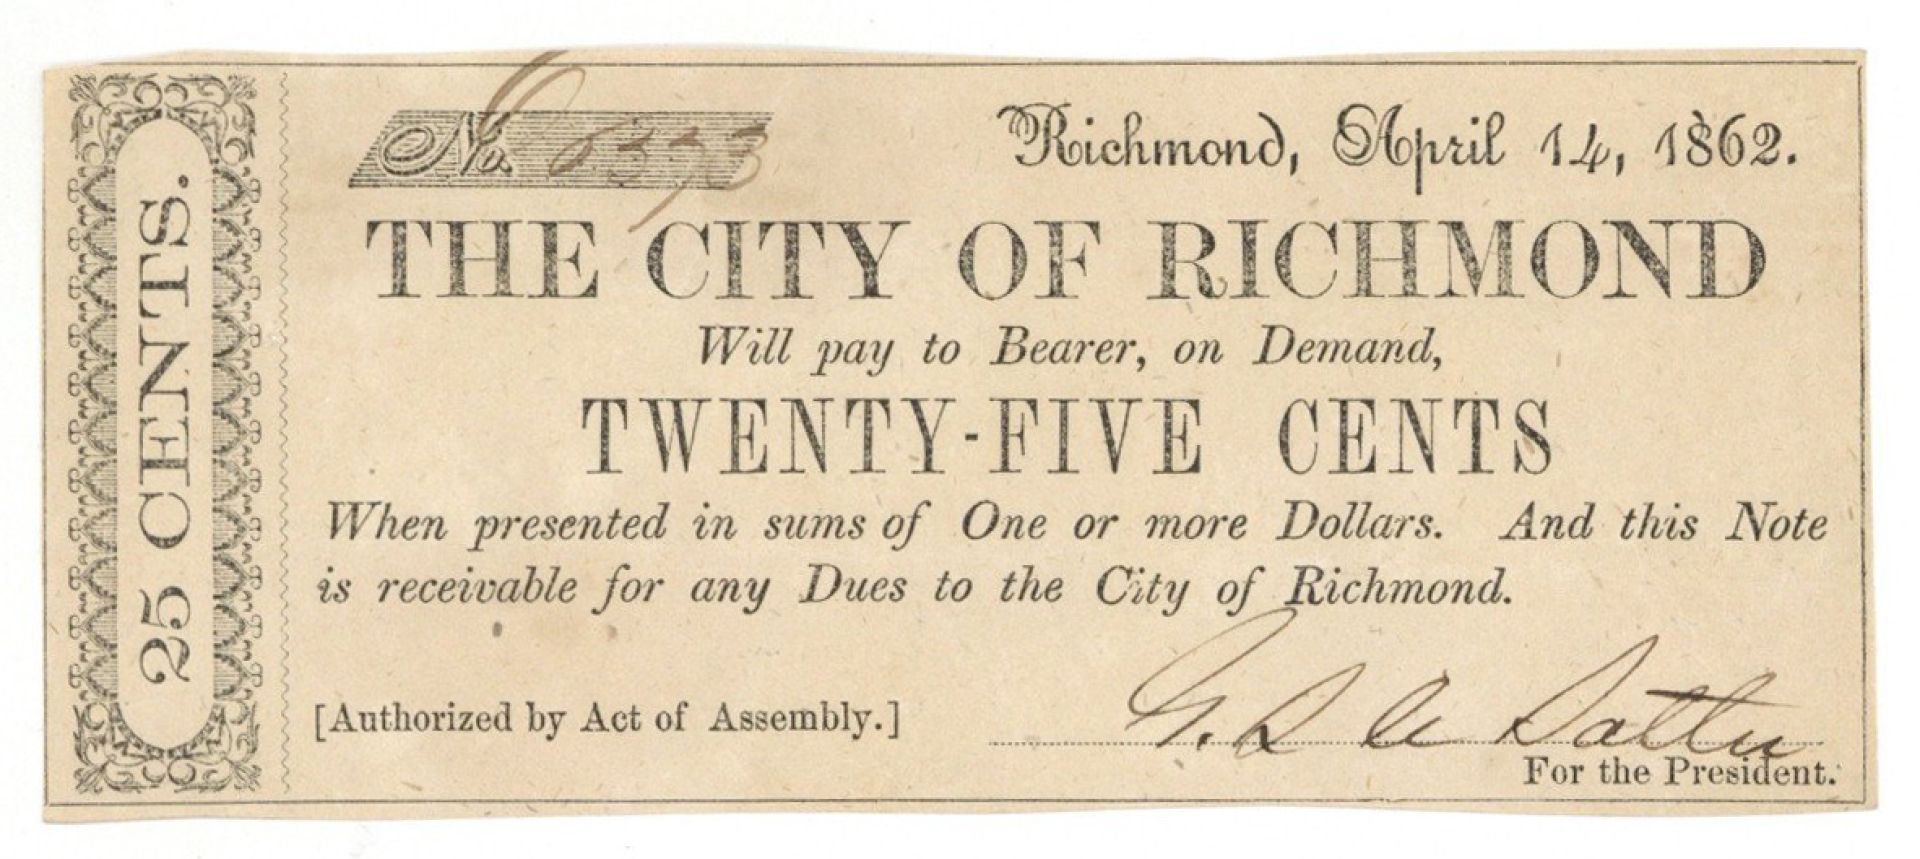 25 CENTS.
No. 6373
Richmond, April 14, 1862.
THE CITY OF RICHMOND
Will pay to Bearer, on Demand,
TWENTY-FIVE CENTS
When presented in sums of One or more Dollars. And this Note
is receivable for any Dues to the City of Richmond.
[Authorized by Act of Assembly.]
For the President.